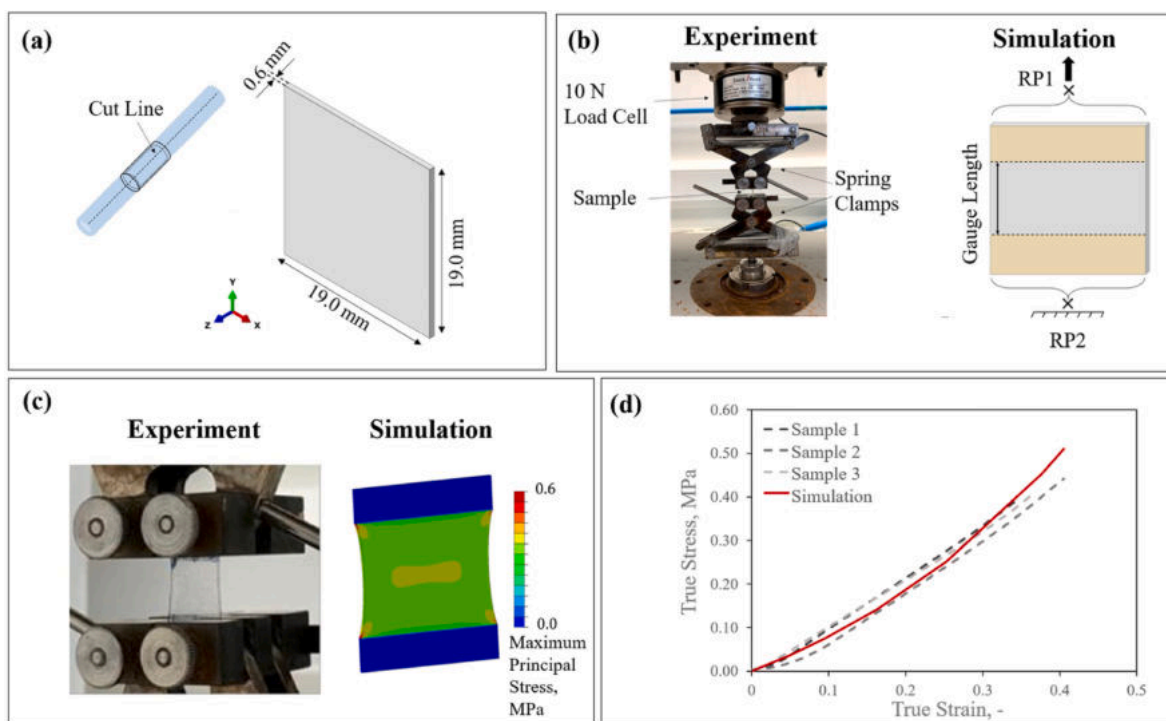 (a)
0.6 mm
Cut Line
19.0 mm
19.0 mm
Y
Z
X
(b)
Experiment
Simulation
10 N
Load Cell
Sample
Spring
Clamps
RP1
Gauge Length
RP2
(c)
Experiment
Simulation
0.6
0.0
Maximum
Principal
Stress,
MPa
(d)
True Stress, MPa
0.60
0.50
0.40
0.30
0.20
0.10
0.00
Sample 1
Sample 2
Sample 3
Simulation
0
0.1
0.2
0.3
0.4
0.5
True Strain, -